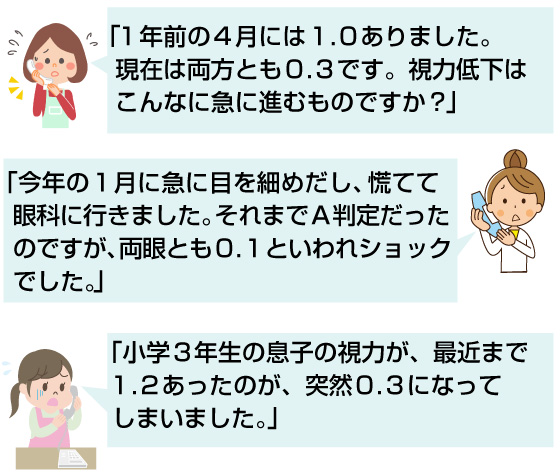 「１年前の４月には１.０ありました。
現在は両方とも０.３です。視力低下は
こんなに急に進むものですか？」
「今年の１月に急に目を細めだし、慌てて
眼科に行きました。それまでＡ判定だった
のですが、両眼とも０.１といわれショック
でした。」
「小学３年生の息子の視力が、最近まで
１.２あったのが、突然０.３になって
しまいました。」